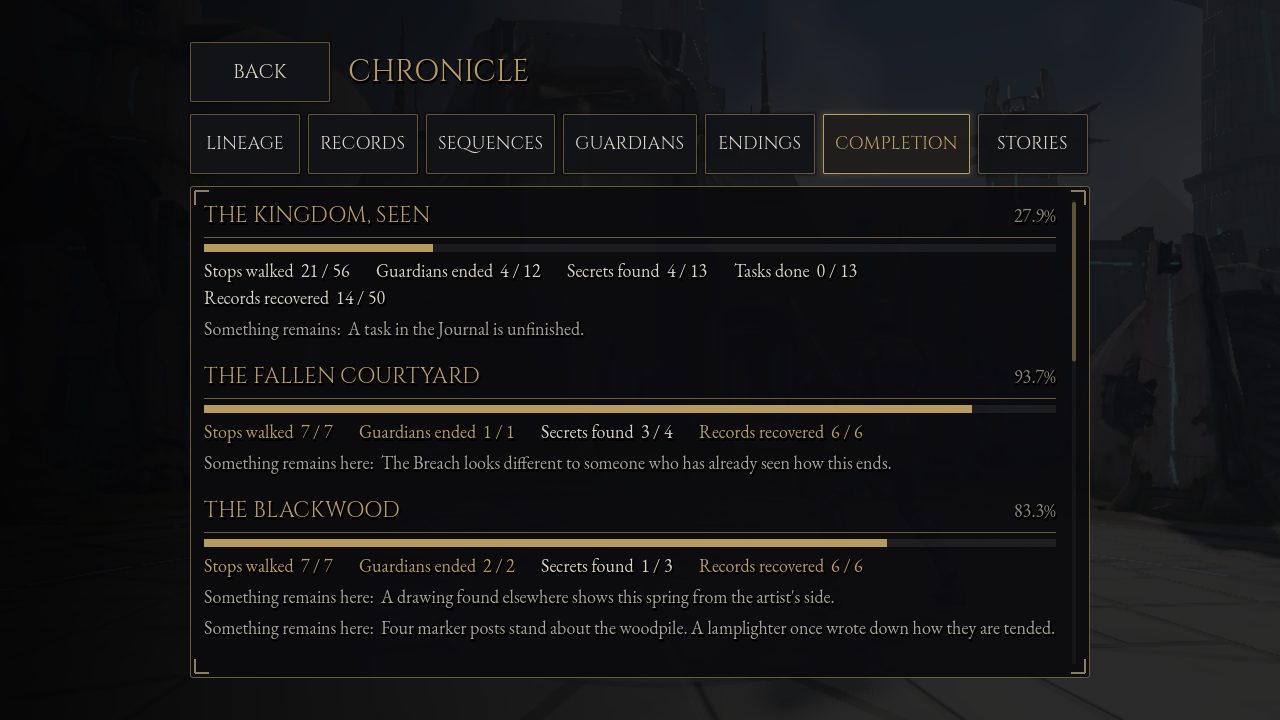 BACK
CHRONICLE
LINEAGE RECORDS SEQUENCES GUARDIANS ENDINGS COMPLETION STORIES
THE KINGDOM, SEEN 27.9%
Stops walked 21 / 56 Guardians ended 4 / 12 Secrets found 4 / 13 Tasks done 0 / 13
Records recovered 14 / 50
Something remains: A task in the Journal is unfinished.
THE FALLEN COURTYARD 93.7%
Stops walked 7 / 7 Guardians ended 1 / 1 Secrets found 3 / 4 Records recovered 6 / 6
Something remains here: The Breach looks different to someone who has already seen how this ends.
THE BLACKWOOD 83.3%
Stops walked 7 / 7 Guardians ended 2 / 2 Secrets found 1 / 3 Records recovered 6 / 6
Something remains here: A drawing found elsewhere shows this spring from the artist's side.
Something remains here: Four marker posts stand about the woodpile. A lamplighter once wrote down how they are tended.